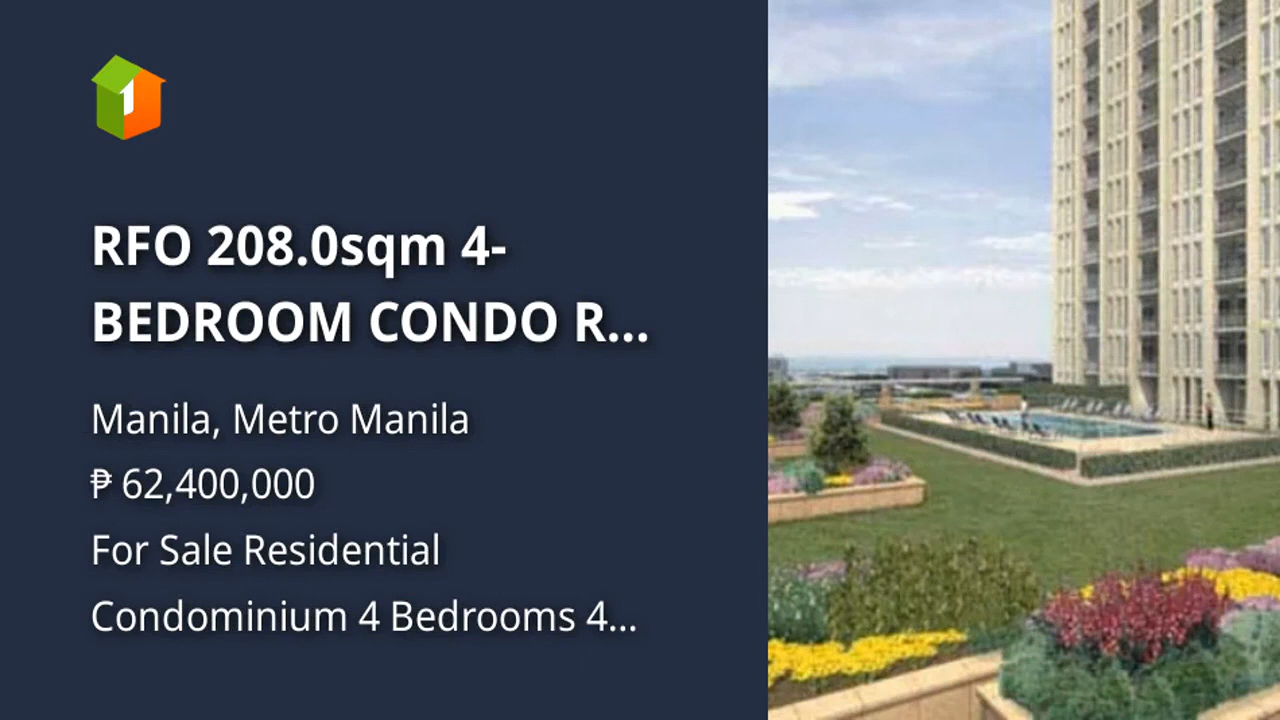 RFO 208.0sqm 4-
BEDROOM CONDO R...
Manila, Metro Manila
₱ 62,400,000
For Sale Residential
Condominium 4 Bedrooms 4...